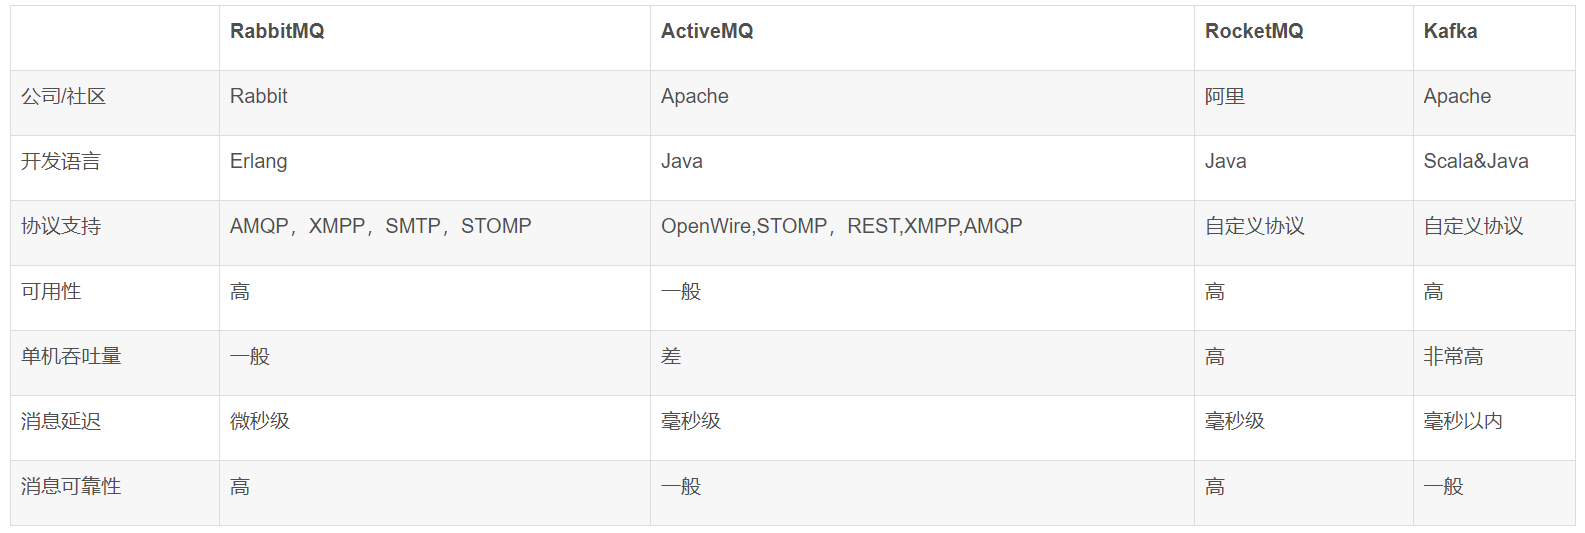 RabbitMQ ActiveMQ RocketMQ Kafka
公司/社区 Rabbit Apache 阿里 Apache
开发语言 Erlang Java Java Scala&Java
协议支持 AMQP，XMPP，SMTP，STOMP OpenWire,STOMP，REST,XMPP,AMQP 自定义协议 自定义协议
可用性 高 一般 高 高
单机吞吐量 一般 差 高 非常高
消息延迟 微秒级 毫秒级 毫秒级 毫秒以内
消息可靠性 高 一般 高 一般